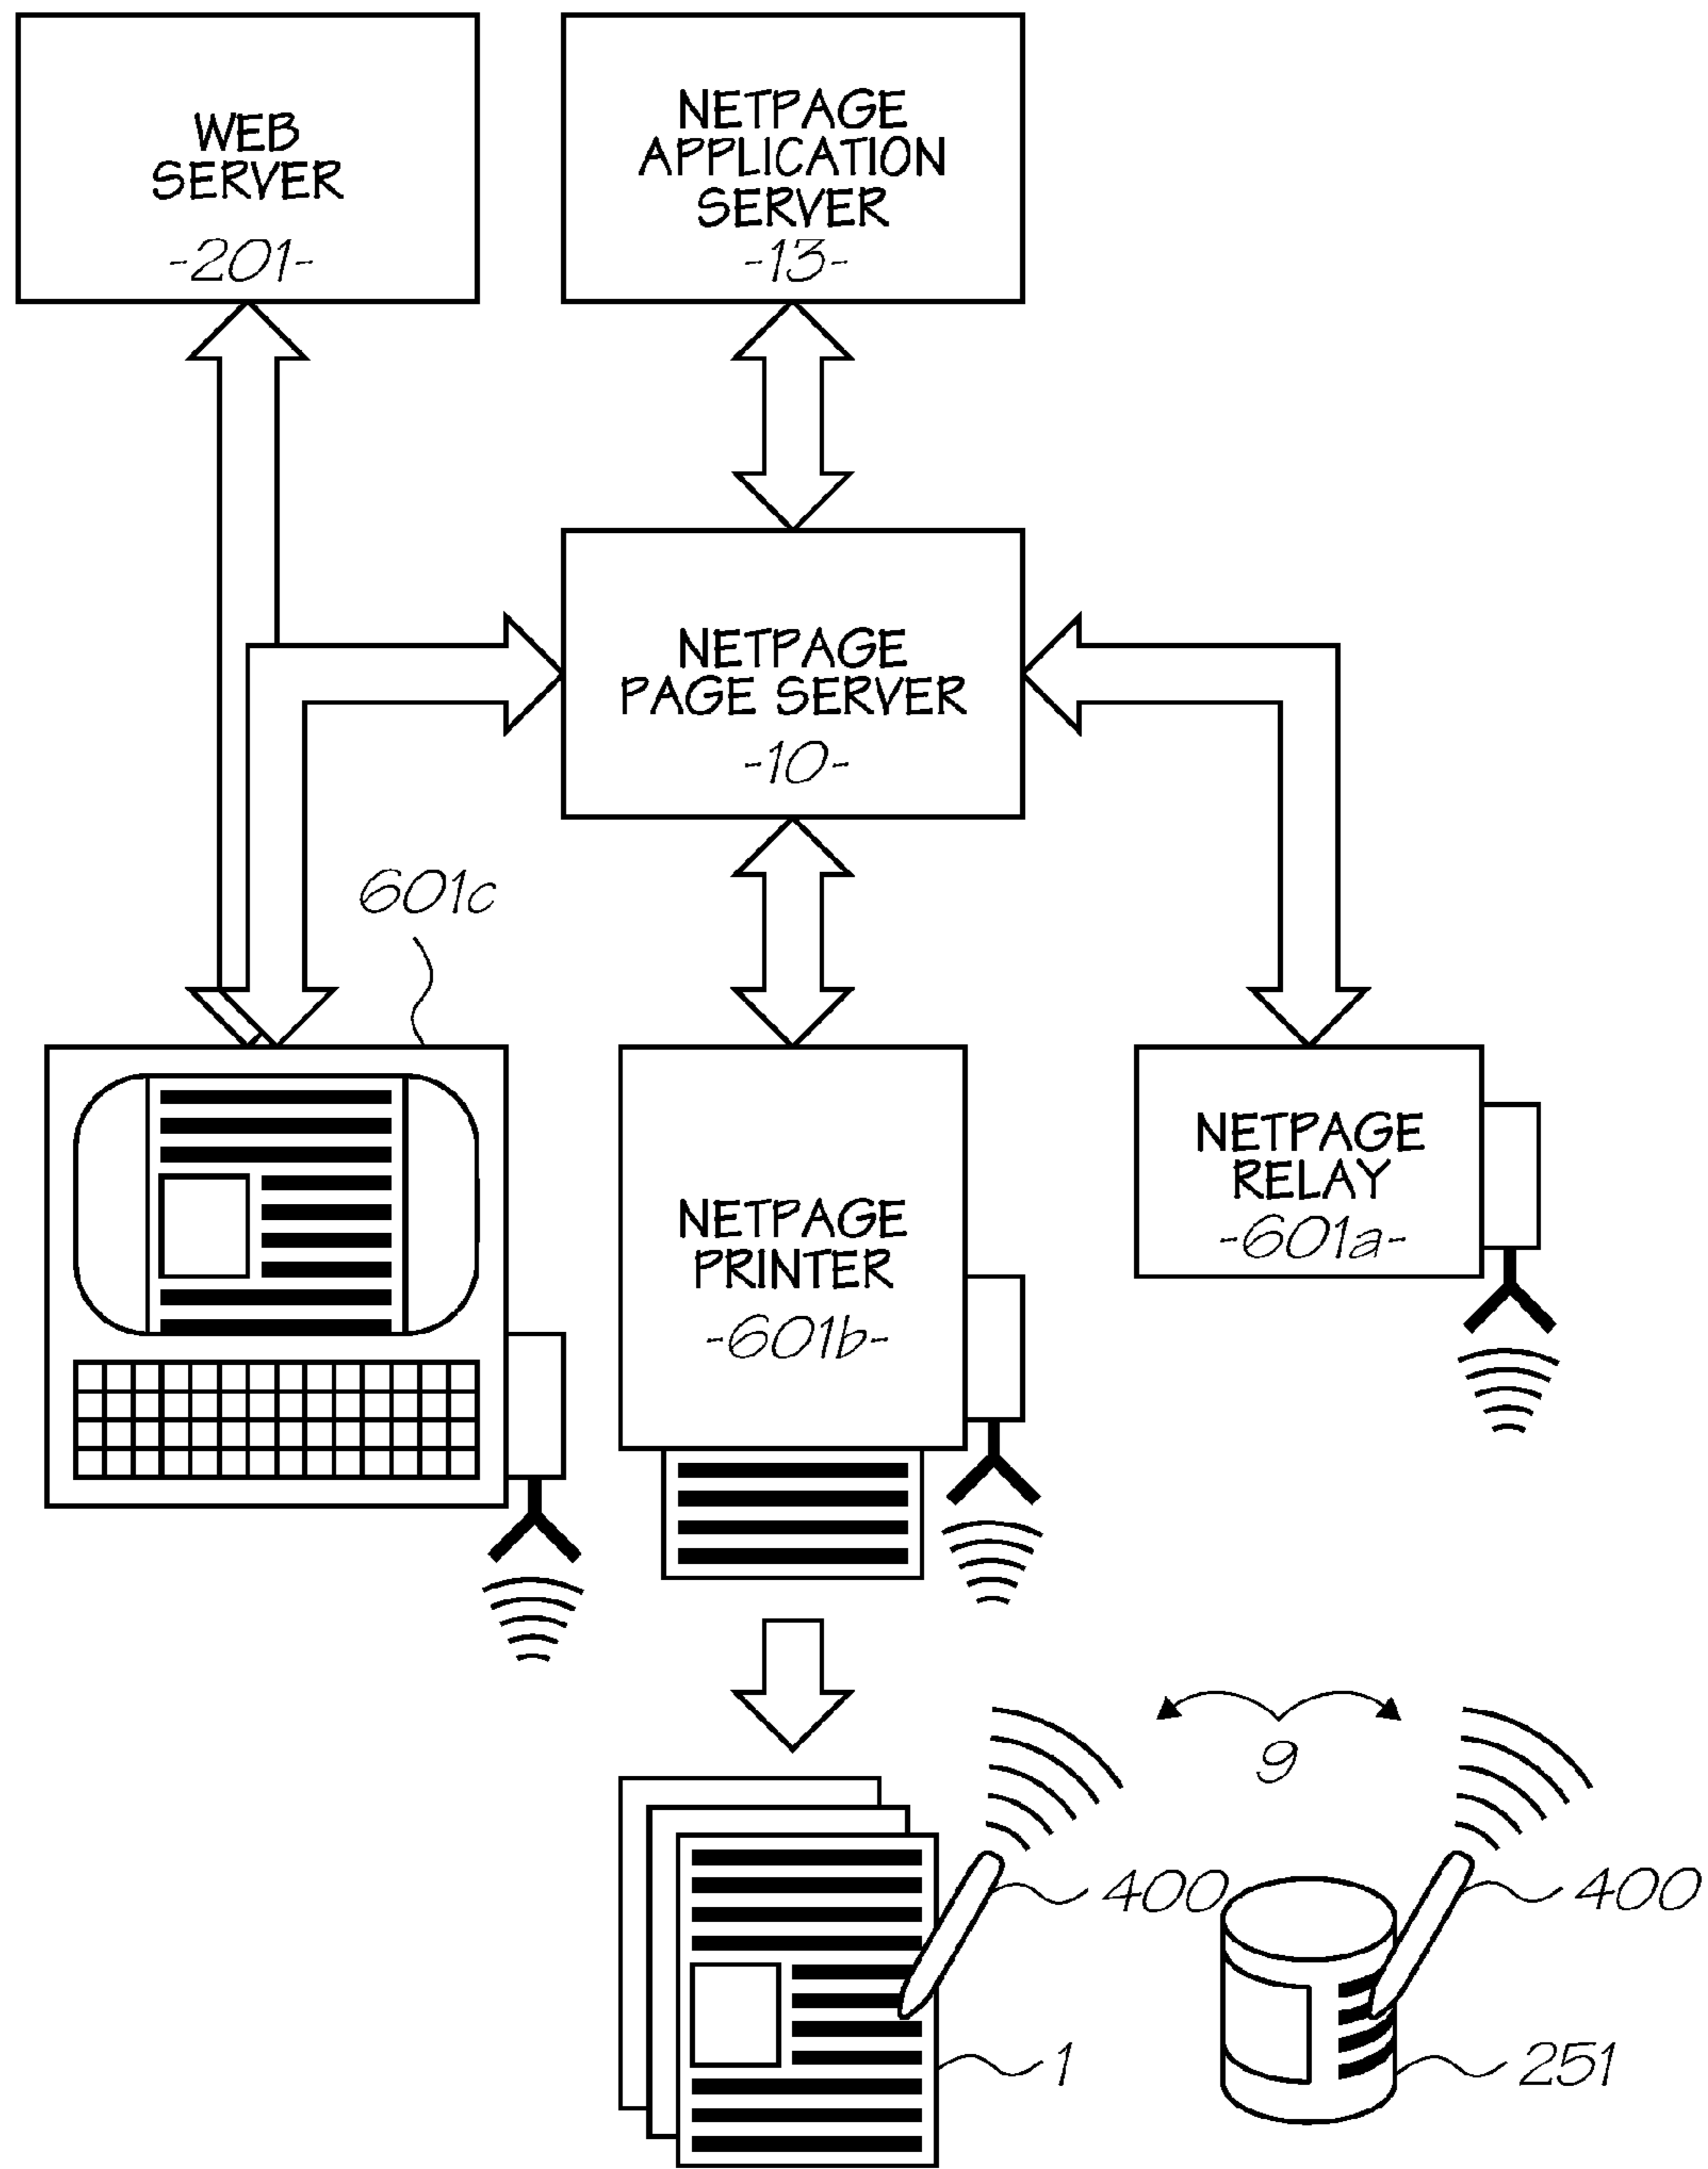 WEB
SERVER
-201-
NETPAGE
APPLICATION
SERVER
-13-
NETPAGE
PAGE SERVER
-10-
601c
NETPAGE
PRINTER
-601b-
NETPAGE
RELAY
-601a-
9
400
400
1
251